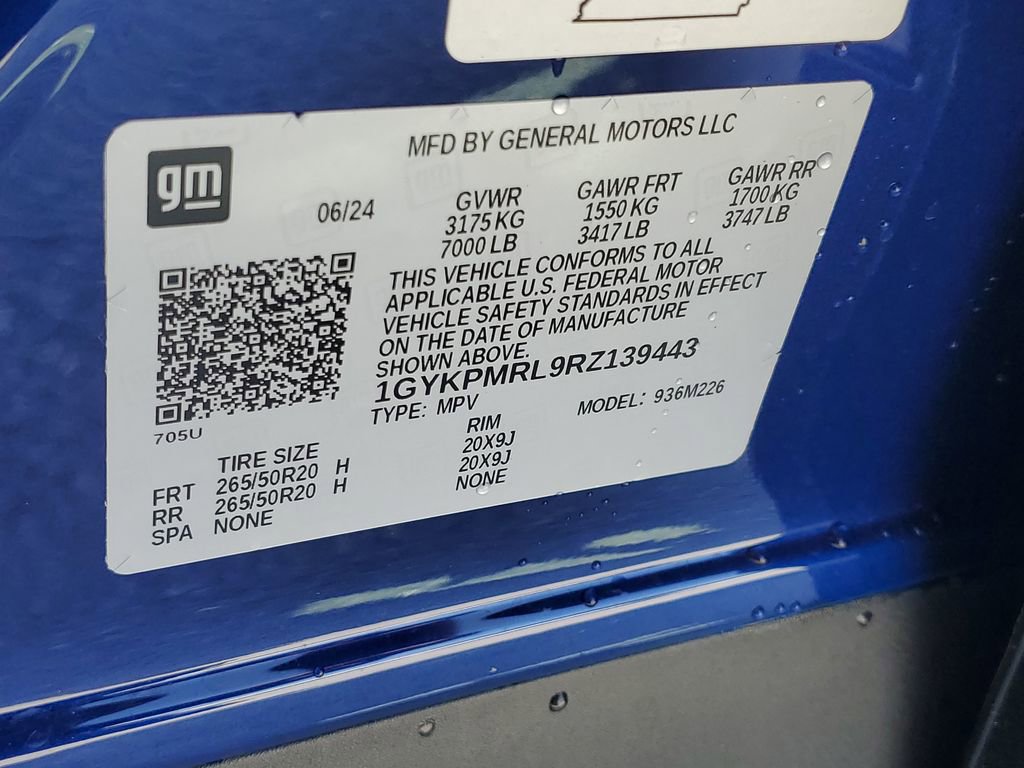 MFD BY GENERAL MOTORS LLC
gm
06/24
GVWR GAWR FRT GAWR RR
3175 KG 1550 KG 1700 KG
7000 LB 3417 LB 3747 LB
THIS VEHICLE CONFORMS TO ALL
APPLICABLE U.S. FEDERAL MOTOR
VEHICLE SAFETY STANDARDS IN EFFECT
ON THE DATE OF MANUFACTURE
SHOWN ABOVE.
1GYKPMRL9RZ139443
TYPE: MPV MODEL: 936M226
705U
TIRE SIZE RIM
FRT 265/50R20 H 20X9J
RR 265/50R20 H 20X9J
SPA NONE NONE